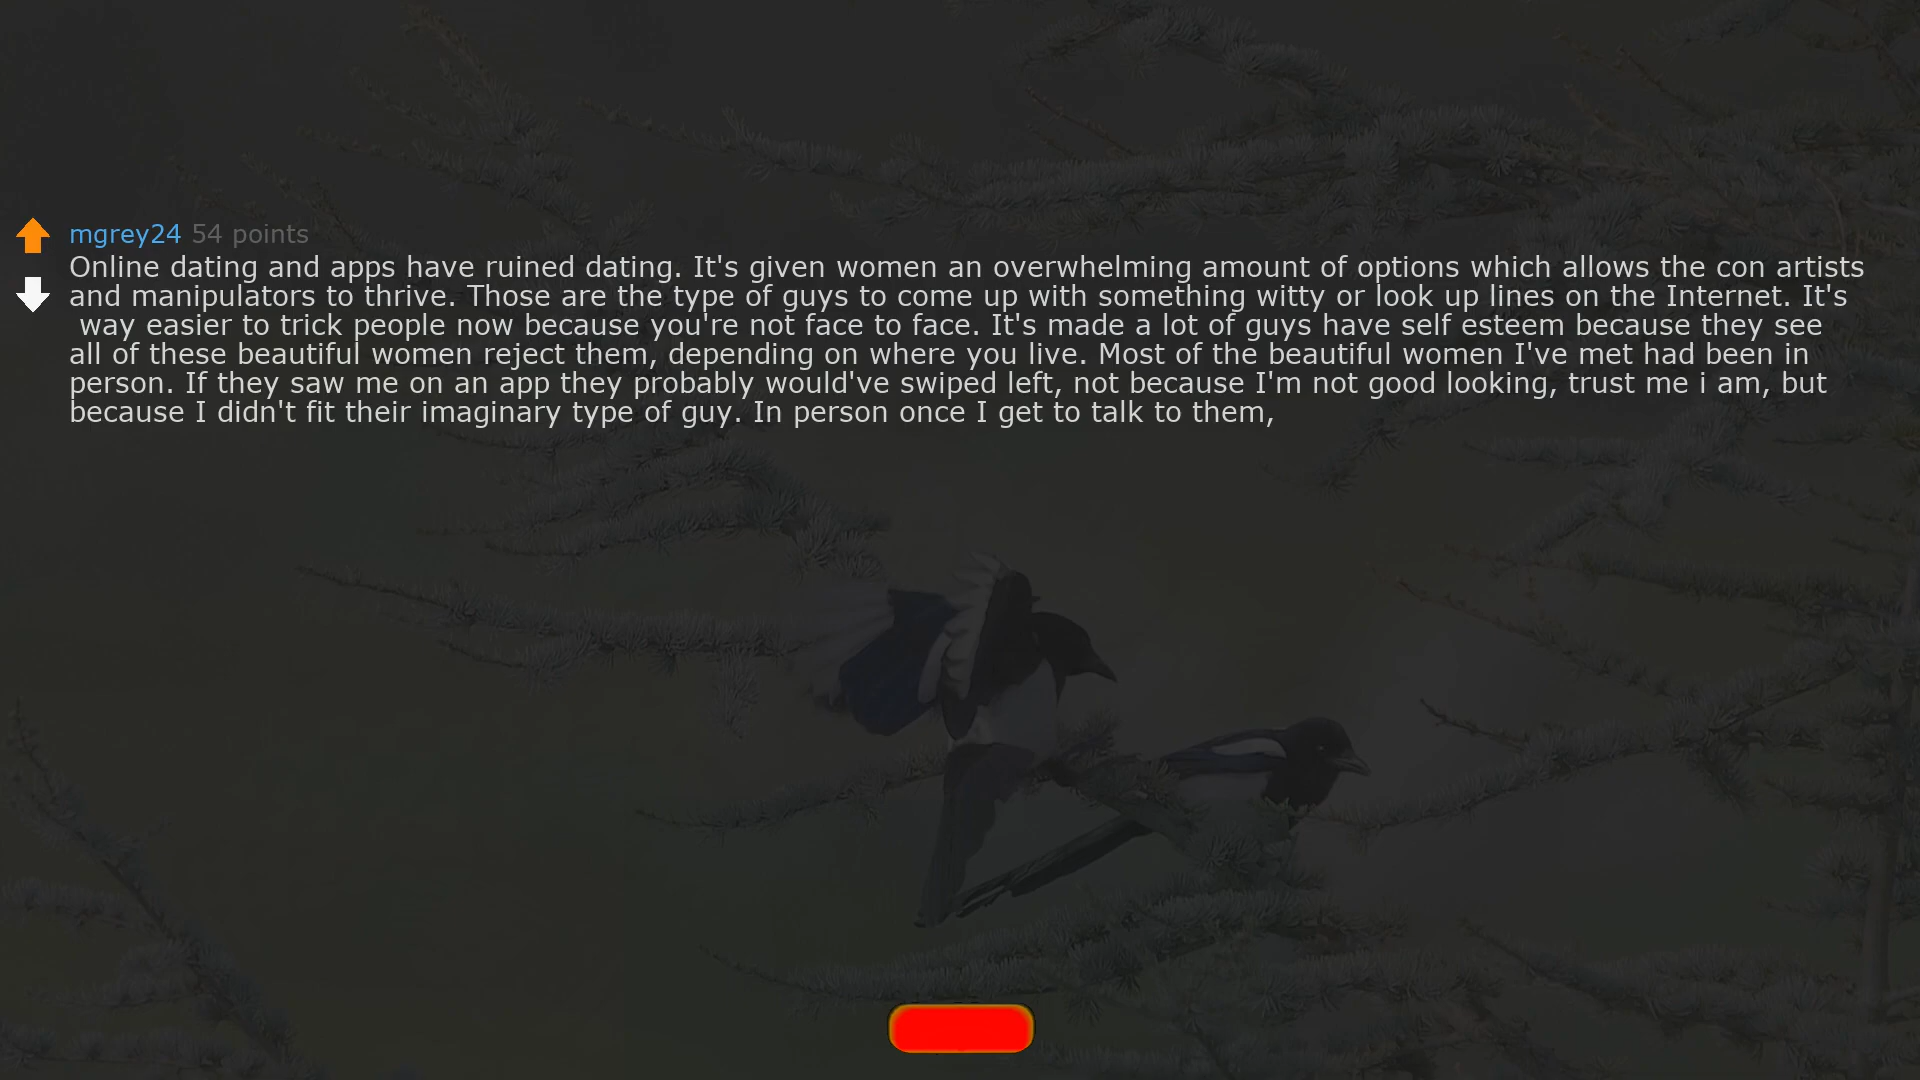 mgrey24 54 points
Online dating and apps have ruined dating. It's given women an overwhelming amount of options which allows the con artists
and manipulators to thrive. Those are the type of guys to come up with something witty or look up lines on the Internet. It's
way easier to trick people now because you're not face to face. It's made a lot of guys have self esteem because they see
all of these beautiful women reject them, depending on where you live. Most of the beautiful women I've met had been in
person. If they saw me on an app they probably would've swiped left, not because I'm not good looking, trust me i am, but
because I didn't fit their imaginary type of guy. In person once I get to talk to them,